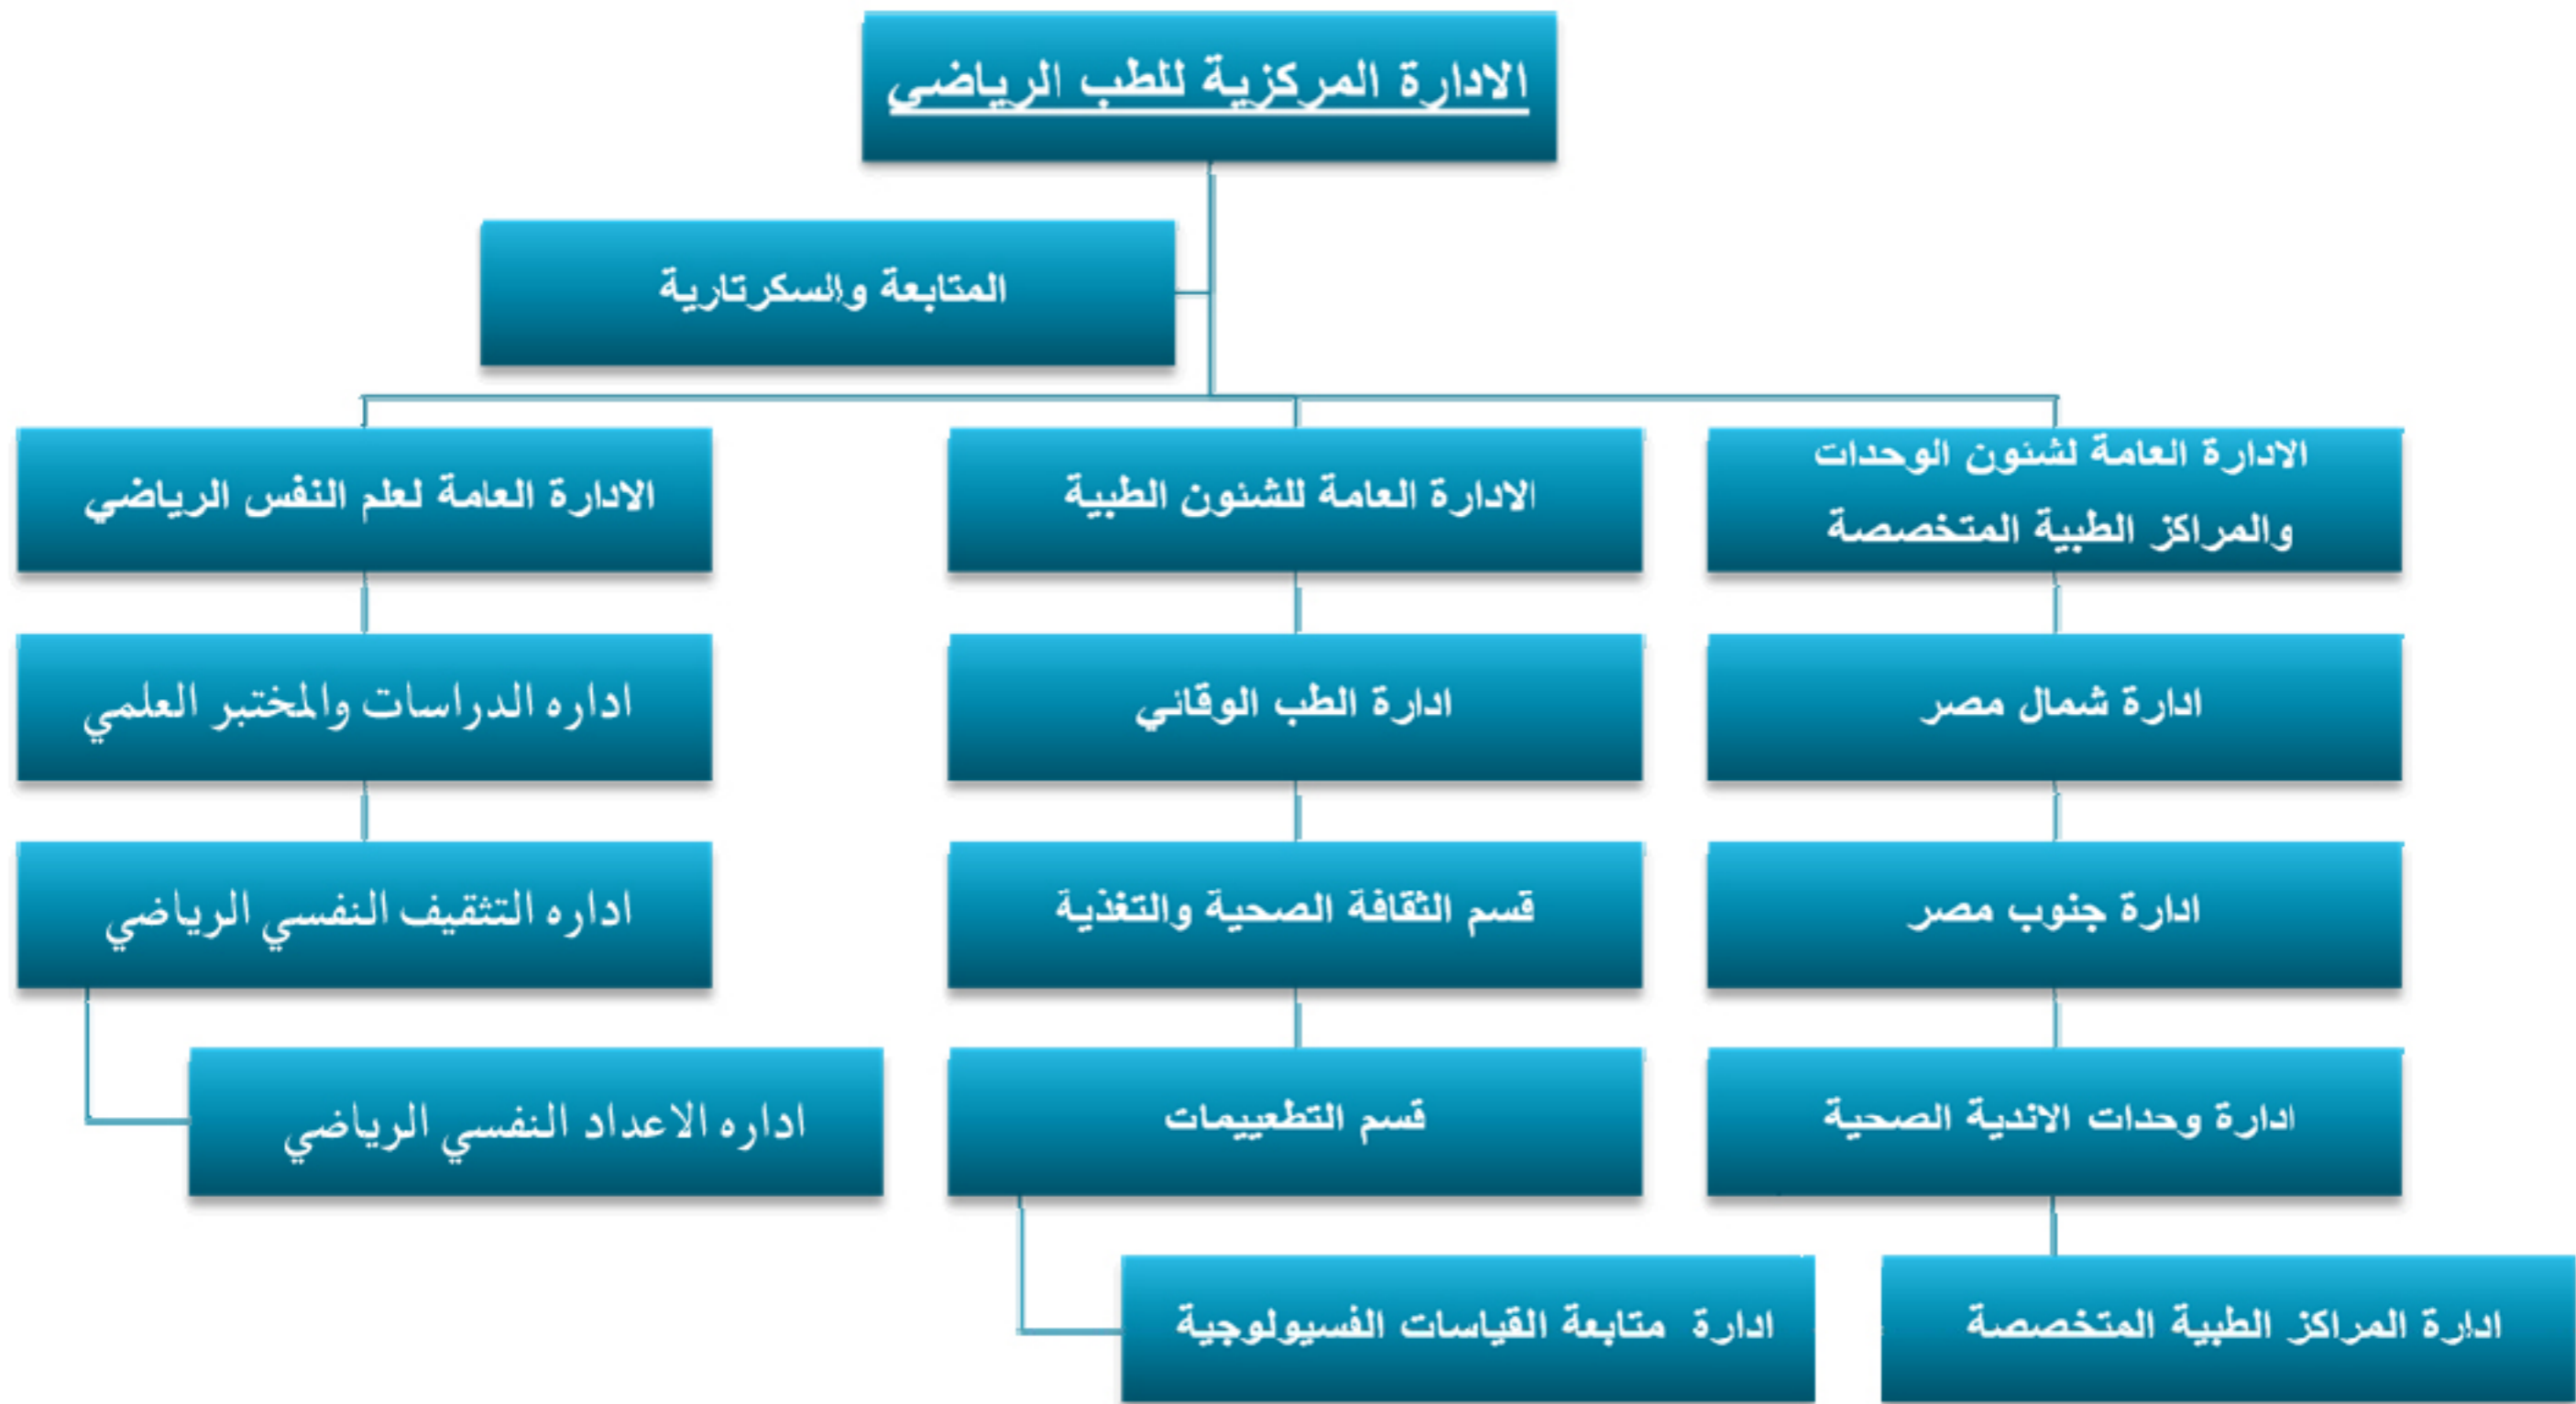 الادارة المركزية للطب الرياضي
المتابعة والسكرتارية
الادارة العامة لشئون الوحدات
والمراكز الطبية المتخصصة
الادارة العامة للشئون الطبية
الادارة العامة لعلم النفس الرياضي
ادارة شمال مصر
ادارة الطب الوقائي
اداره الدراسات والمختبر العلمي
ادارة جنوب مصر
قسم الثقافة الصحية والتغذية
اداره التثقيف النفسي الرياضي
ادارة وحدات الاندية الصحية
قسم التطعييمات
اداره الاعداد النفسي الرياضي
ادارة المراكز الطبية المتخصصة
ادارة متابعة القياسات الفسيولوجية